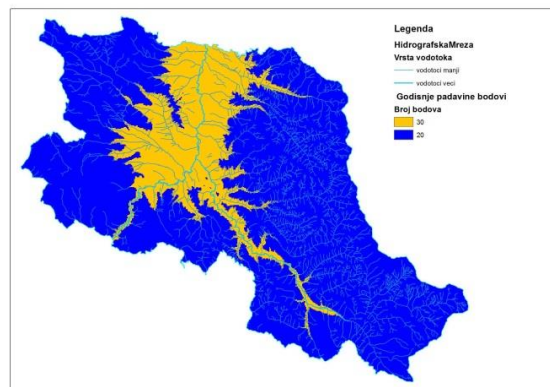 Legenda
HidrografskaMreza
Vrsta vodotoka
vodotoci manji
vodotoci veci
Godisnje padavine bodovi
Broj bodova
30
20